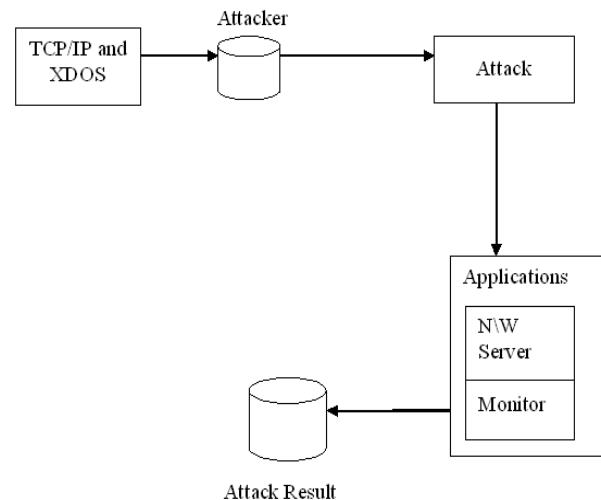 Attacker
TCP/IP and
XDOS
Attack
Applications
N\W
Server
Monitor
Attack Result